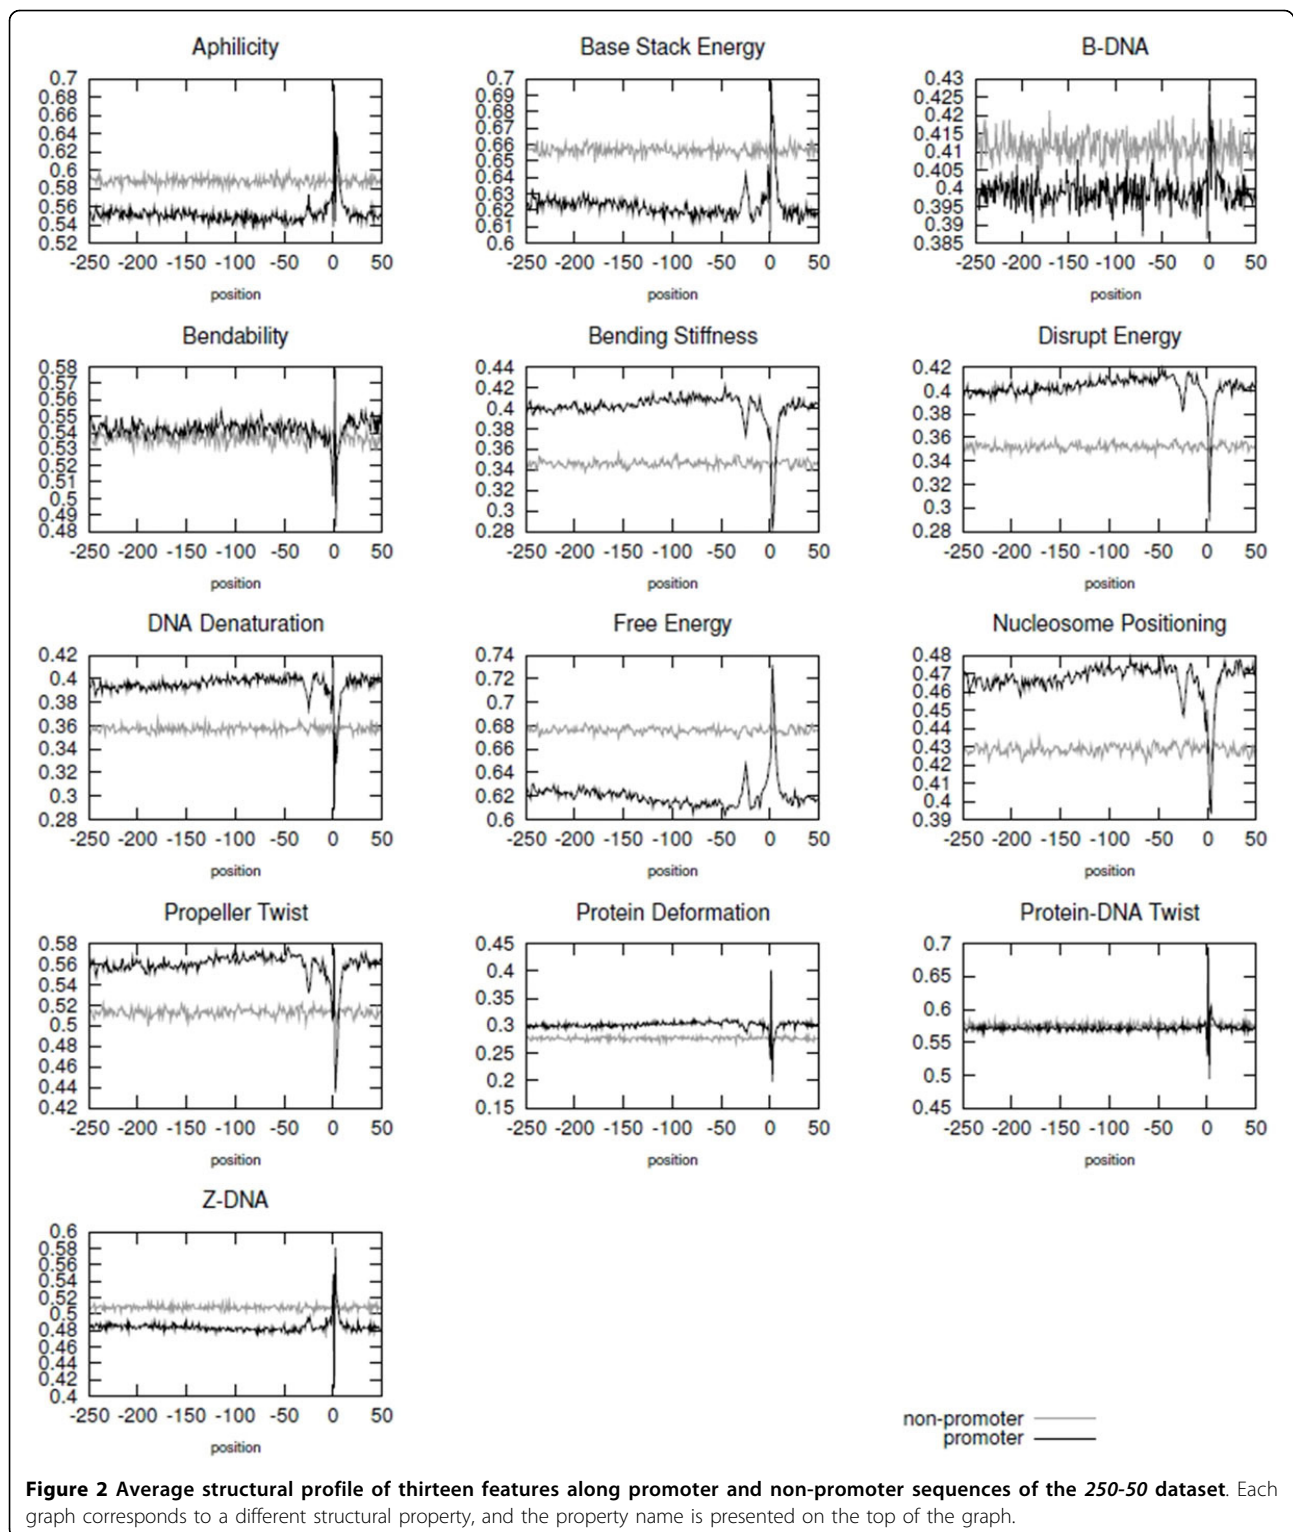 Aphilicity Base Stack Energy B-DNA
0.7 0.7 0.43
0.68 0.69 0.425
0.66 0.68 0.42
0.64 0.67 0.415
0.62 0.66 0.41
0.6 0.65 0.405
0.58 0.64 0.4
0.56 0.63 0.395
0.54 0.62 0.39
0.52 0.61 0.385
0.6
-250 -200 -150 -100 -50 0 50 -250 -200 -150 -100 -50 0 50 -250 -200 -150 -100 -50 0 50
position position position
Bendability Bending Stiffness Disrupt Energy
0.58 0.44 0.42
0.57 0.42 0.4
0.55 0.4 0.38
0.54 0.38 0.36
0.53 0.36 0.34
0.51 0.34 0.32
0.5 0.32 0.3
0.49 0.3 0.28
0.48 0.28
-250 -200 -150 -100 -50 0 50 -250 -200 -150 -100 -50 0 50 -250 -200 -150 -100 -50 0 50
position position position
DNA Denaturation Free Energy Nucleosome Positioning
0.42 0.74 0.48
0.4 0.72 0.47
0.38 0.7 0.46
0.36 0.68 0.45
0.34 0.66 0.44
0.32 0.64 0.43
0.3 0.62 0.42
0.28 0.6 0.41
0.4
0.39
-250 -200 -150 -100 -50 0 50 -250 -200 -150 -100 -50 0 50 -250 -200 -150 -100 -50 0 50
position position position
Propeller Twist Protein Deformation Protein-DNA Twist
0.58 0.45 0.7
0.56 0.4 0.65
0.54 0.35 0.6
0.52 0.3 0.55
0.5 0.25 0.5
0.48 0.2 0.45
0.46 0.15
0.44
0.42
-250 -200 -150 -100 -50 0 50 -250 -200 -150 -100 -50 0 50 -250 -200 -150 -100 -50 0 50
position position position
Z-DNA
0.6
0.58
0.56
0.54
0.52
0.5
0.48
0.46
0.44
0.42
0.4
-250 -200 -150 -100 -50 0 50
position
non-promoter
promoter
Figure 2 Average structural profile of thirteen features along promoter and non-promoter sequences of the 250-50 dataset. Each
graph corresponds to a different structural property, and the property name is presented on the top of the graph.